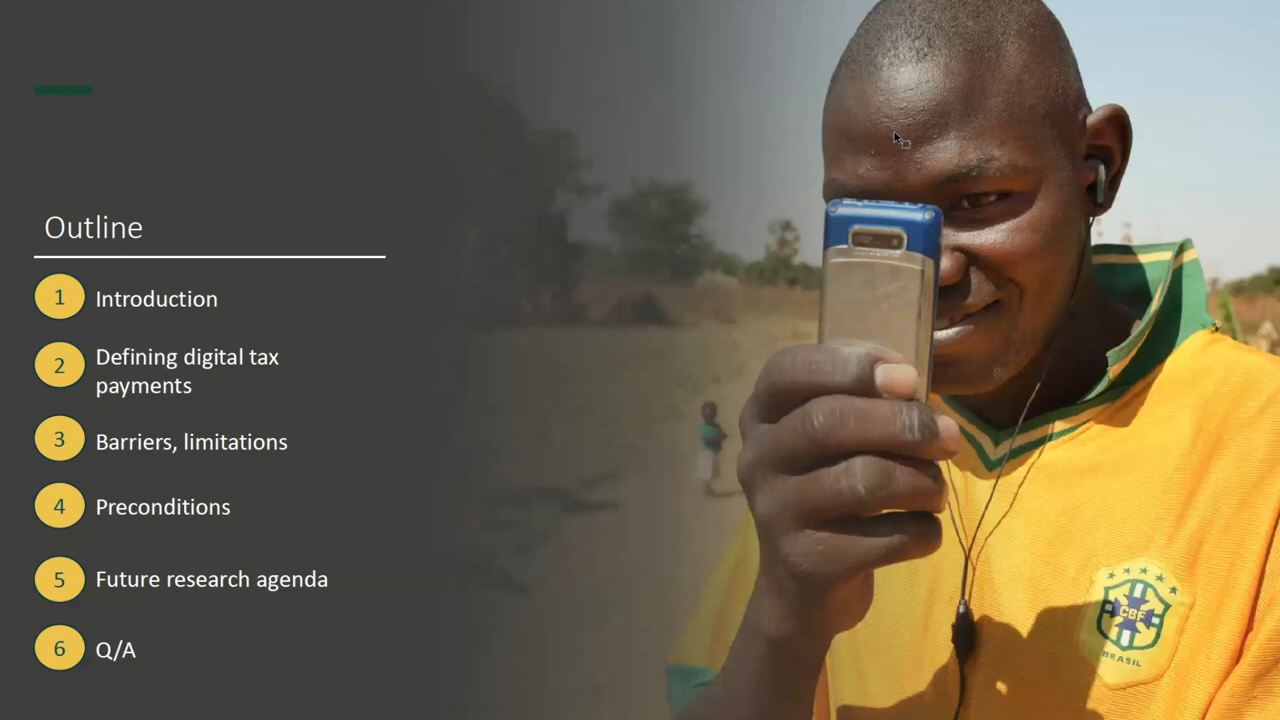 Outline
1 Introduction
2 Defining digital tax
payments
3 Barriers, limitations
4 Preconditions
5 Future research agenda
6 Q/A
CBF
BRASIL